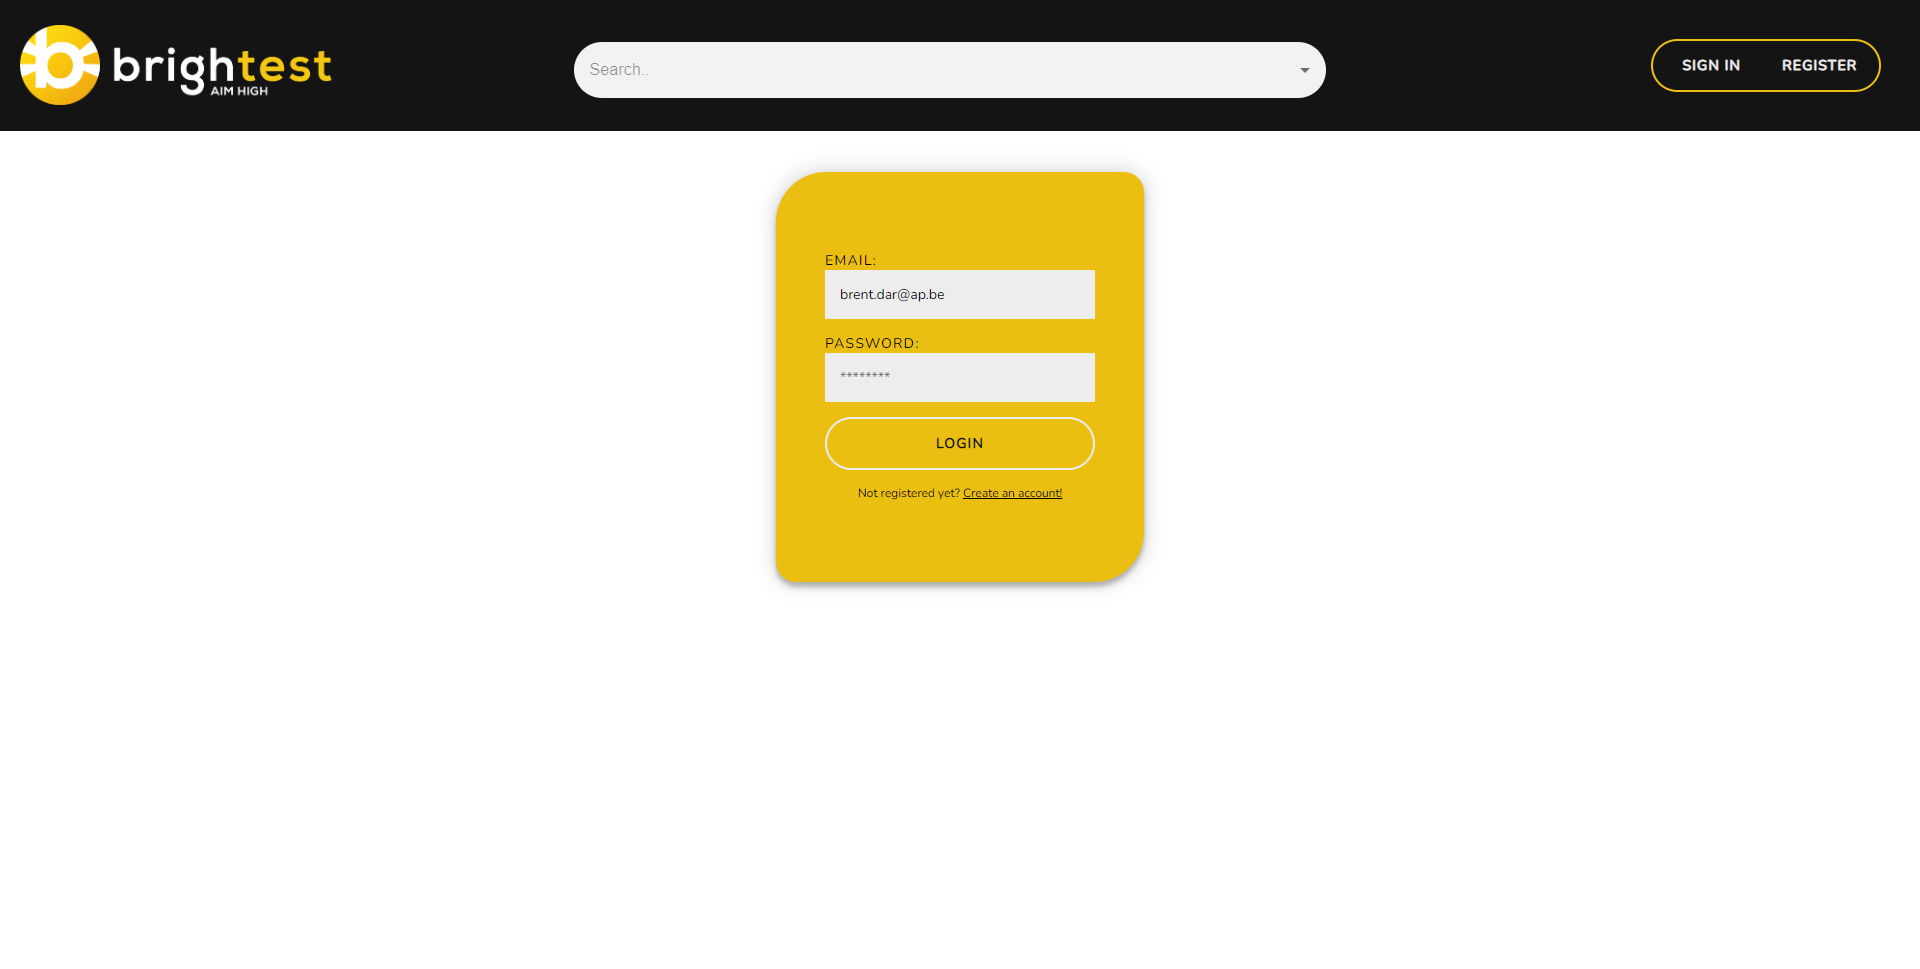 brightest
AIM HIGH
Search..
SIGN IN REGISTER
EMAIL:
brent.dar@ap.be
PASSWORD:
********
LOGIN
Not registered yet? Create an account!